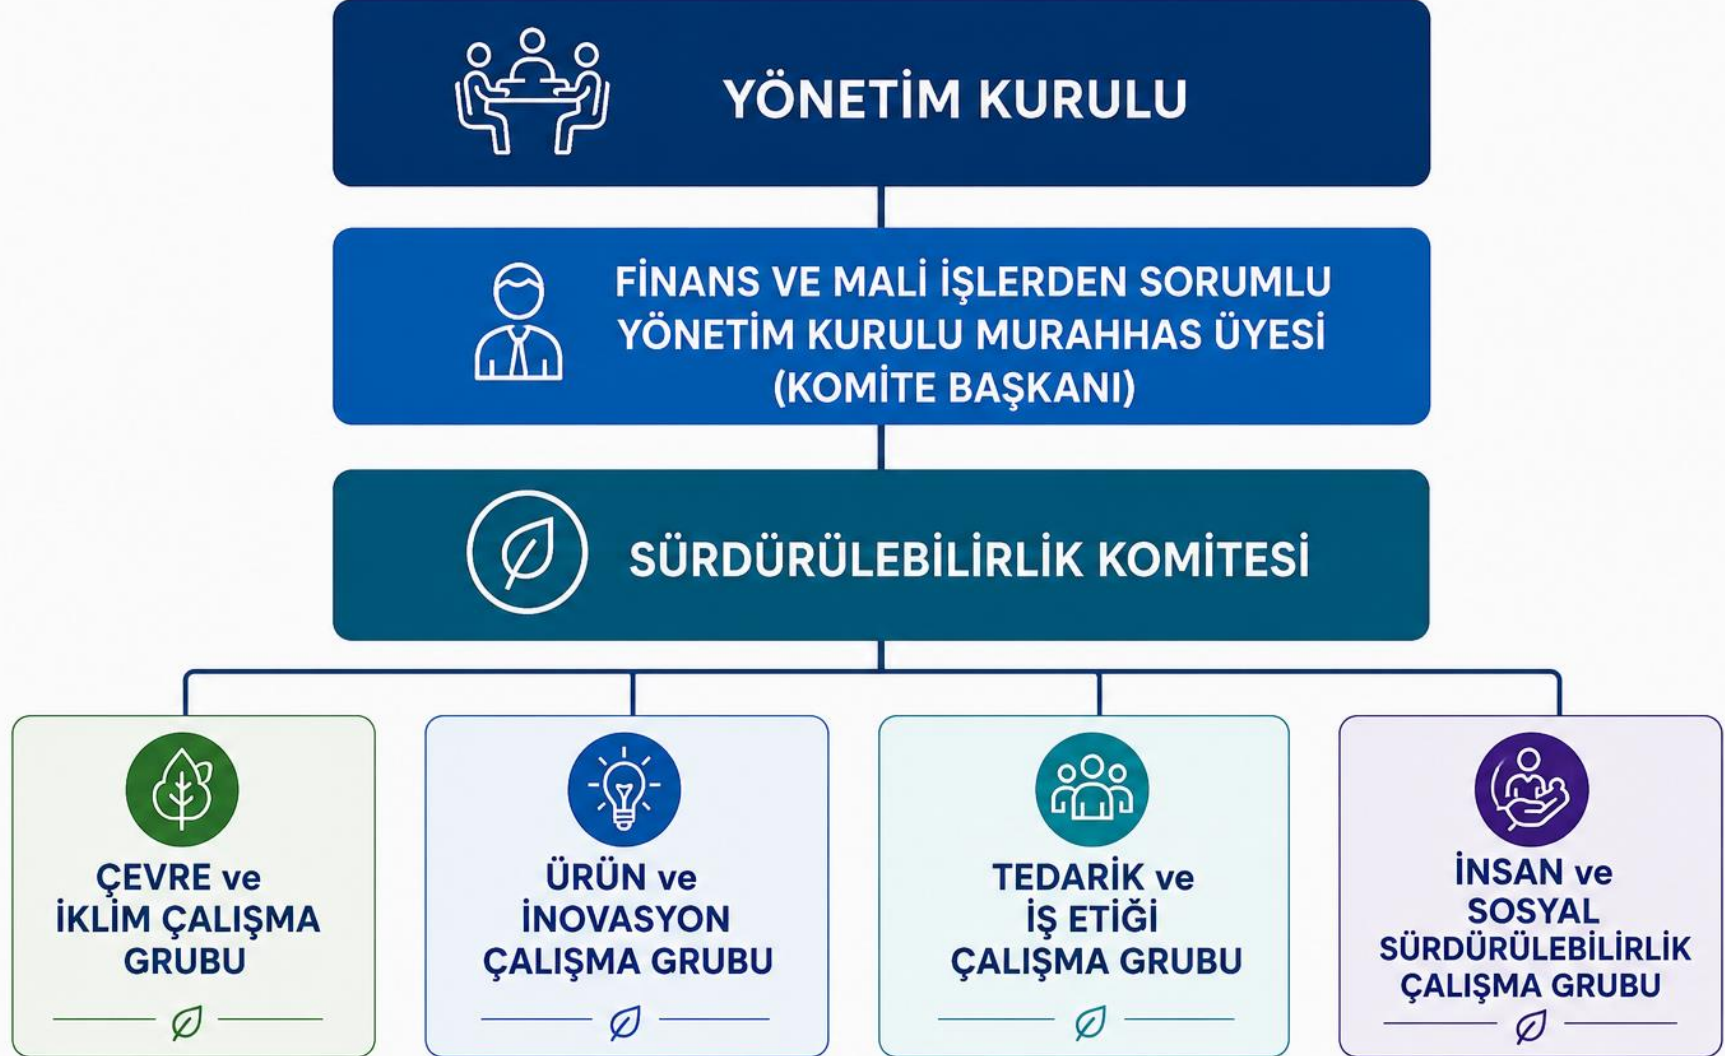 YÖNETİM KURULU
FİNANS VE MALİ İŞLERDEN SORUMLU
YÖNETİM KURULU MURAHHAS ÜYESİ
(KOMİTE BAŞKANI)
SÜRDÜRÜLEBİLİRLİK KOMİTESİ
ÇEVRE ve
İKLİM ÇALIŞMA
GRUBU
ÜRÜN ve
İNOVASYON
ÇALIŞMA GRUBU
TEDARİK ve
İŞ ETİĞİ
ÇALIŞMA GRUBU
İNSAN ve
SOSYAL
SÜRDÜRÜLEBİLİRLİK
ÇALIŞMA GRUBU